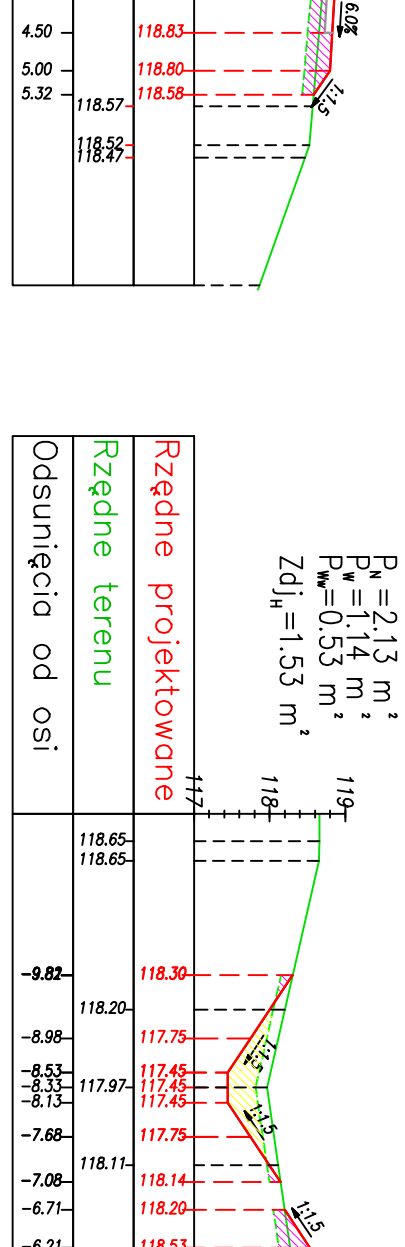 6.0%
4.50 118.83
5.00 118.80
5.32 118.58
1:1.5
118.57
118.52
118.47
P_N =2.13 m²
P_W =1.14 m²
P_WW=0.53 m²
Zdj_H=1.53 m²
Rzędne projektowane
Rzędne terenu
Odsunięcia od osi
117 118 119
118.65
118.65
-9.82 118.30
118.20
-8.98 117.75
1:1.5
-8.53 117.45
-8.33 117.97 117.45
-8.13 117.45
1:1.5
-7.68 117.75
118.11
-7.08 118.14
-6.71 118.20
1:1.5
-6.21 118.53